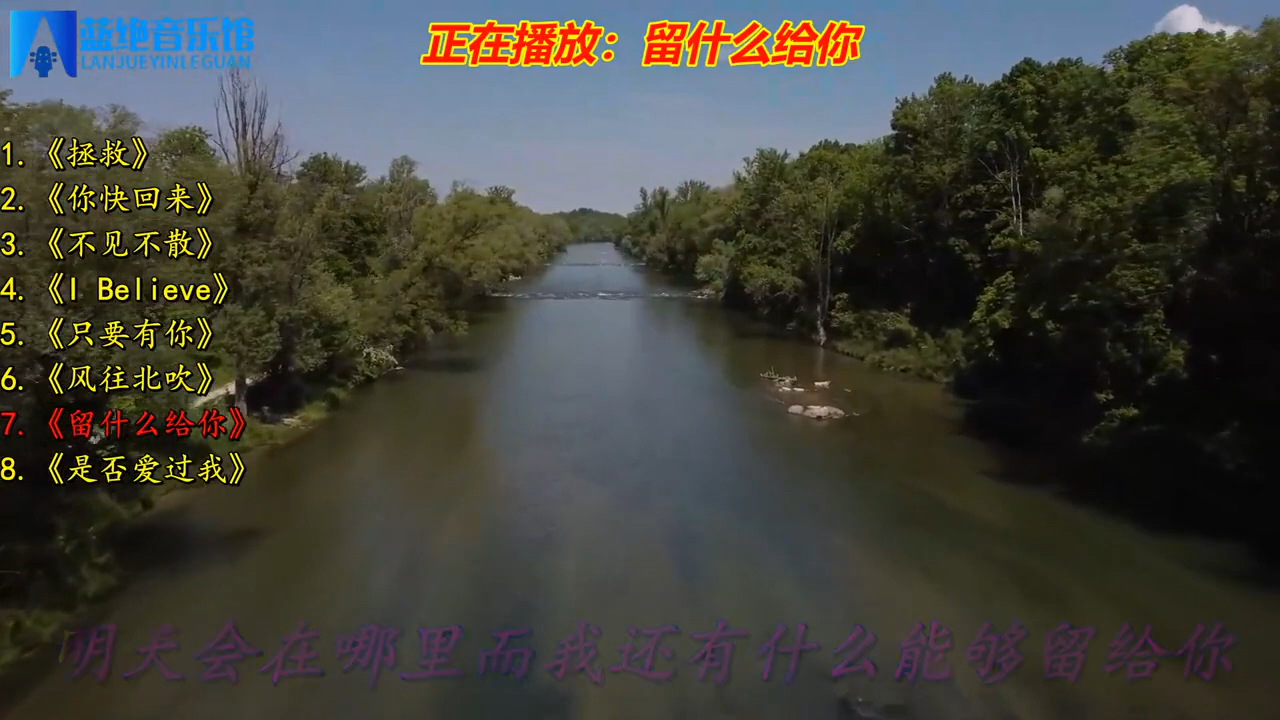 蓝绝音乐馆
LANJUEYINLEGUAN
正在播放：留什么给你
1.《拯救》
2.《你快回来》
3.《不见不散》
4.《I Believe》
5.《只要有你》
6.《风往北吹》
7.《留什么给你》
8.《是否爱过我》
明天会在哪里而我还有什么能够留给你